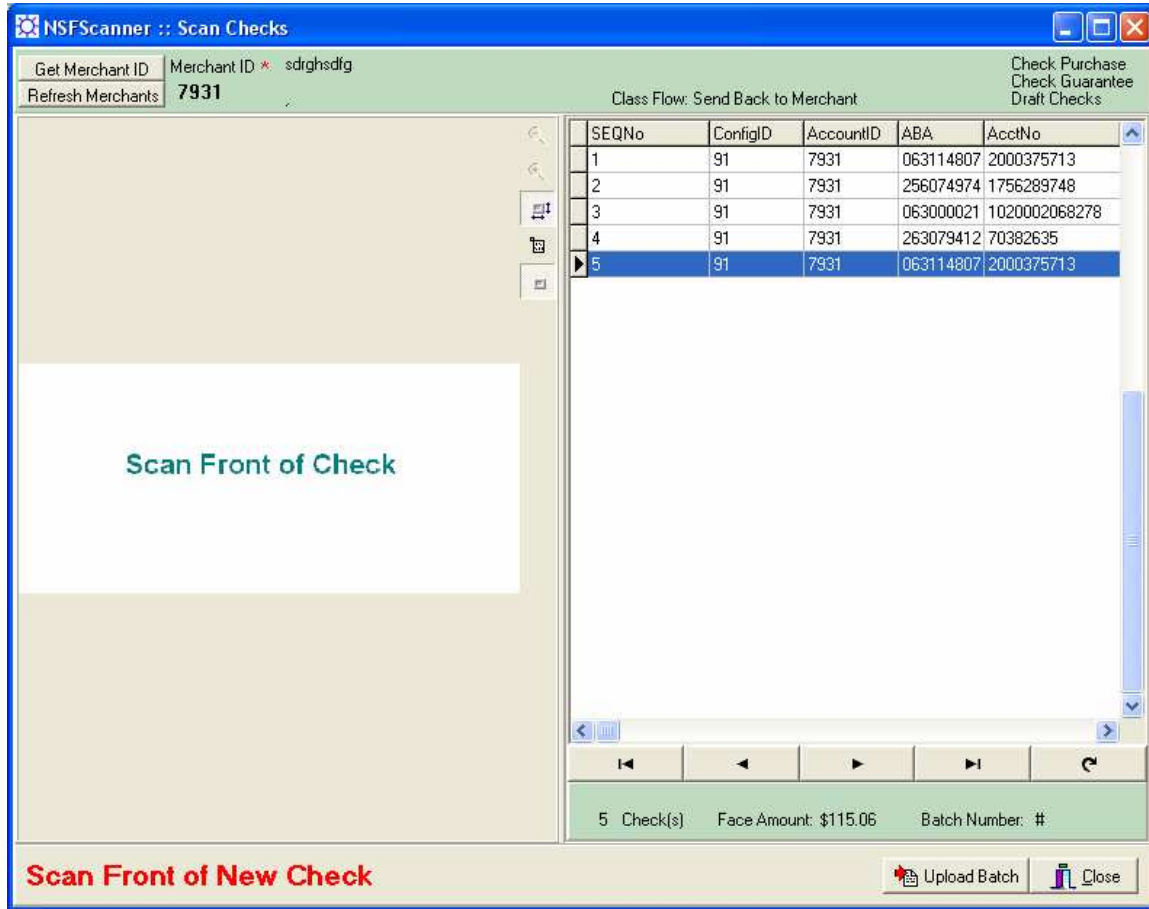 NSFScanner :: Scan Checks
Get Merchant ID
Refresh Merchants
Merchant ID * sdrghsdfg
7931 ,
Class Flow: Send Back to Merchant
Check Purchase
Check Guarantee
Draft Checks
SEQNo ConfigID AccountID ABA AcctNo
1 91 7931 063114807 2000375713
2 91 7931 256074974 1756289748
3 91 7931 063000021 1020002068278
4 91 7931 263079412 70382635
5 91 7931 063114807 2000375713
Scan Front of Check
5 Check(s) Face Amount: $115.06 Batch Number: #
Scan Front of New Check
Upload Batch
Close